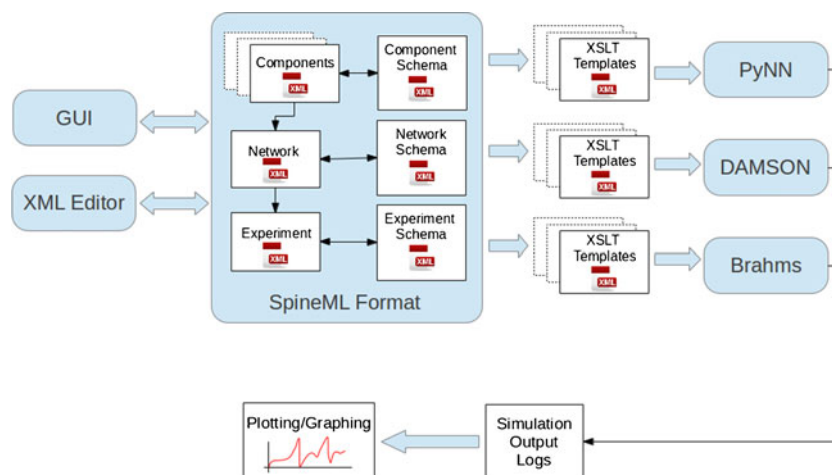 GUI
XML Editor
Components
XML
Component
Schema
XML
Network
XML
Network
Schema
XML
Experiment
XML
Experiment
Schema
XML
SpineML Format
XSLT
Templates
XML
PyNN
XSLT
Templates
XML
DAMSON
XSLT
Templates
XML
Brahms
Plotting/Graphing
Simulation
Output
Logs